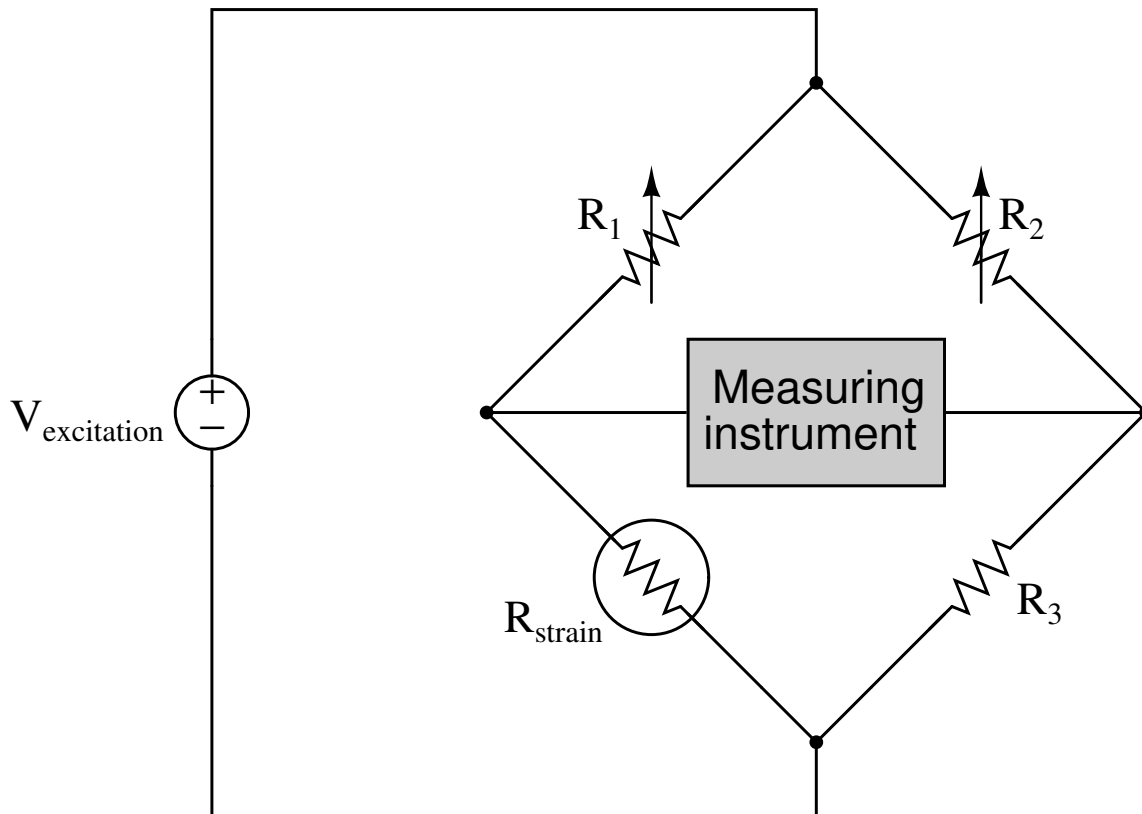 R1
R2
Measuring
instrument
+
−
Vexcitation
Rstrain
R3